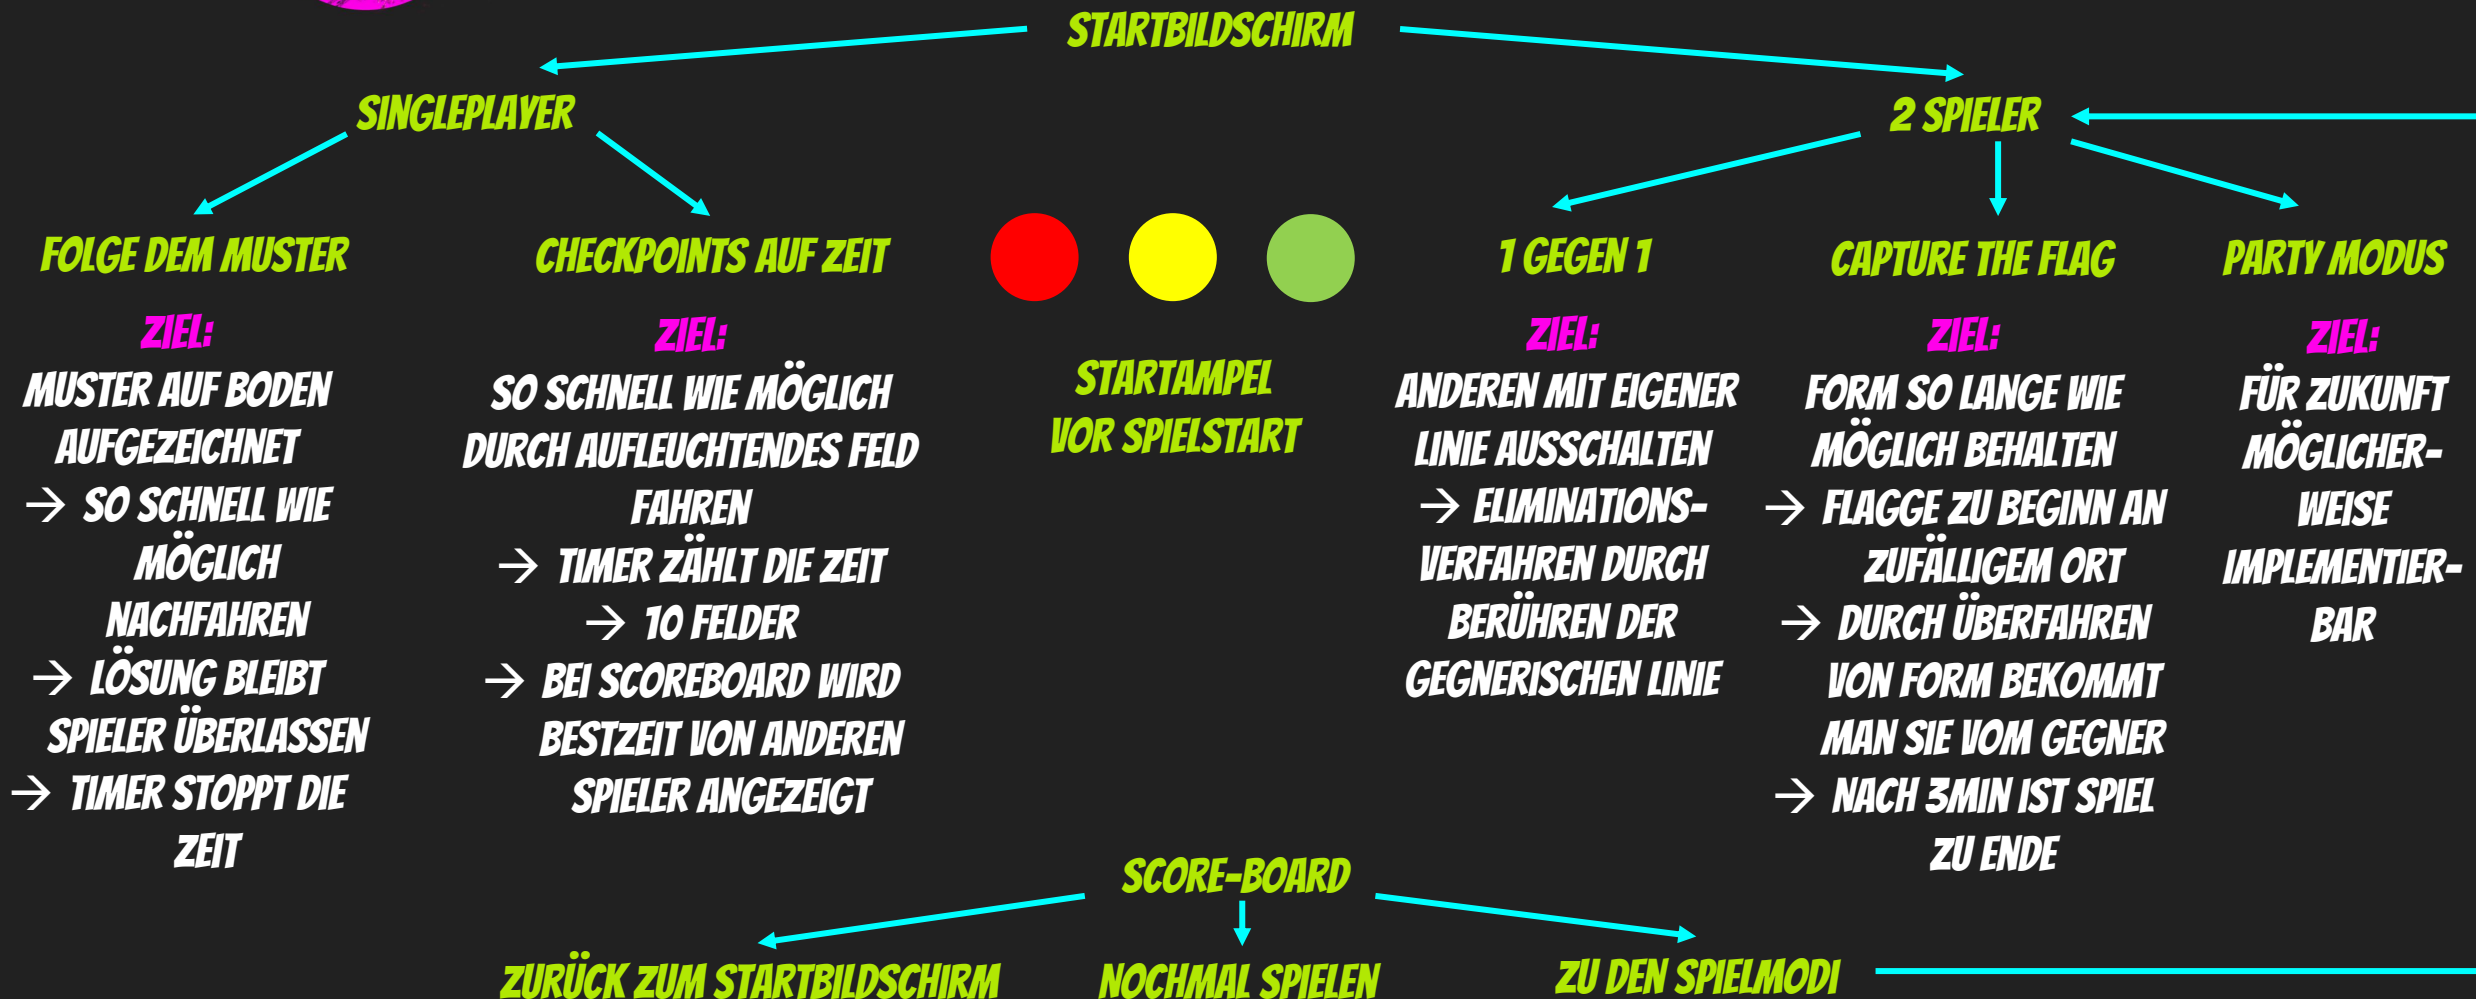 STARTBILDSCHIRM
SINGLEPLAYER
2 SPIELER
FOLGE DEM MUSTER
ZIEL:
MUSTER AUF BODEN
AUFGEZEICHNET
→ SO SCHNELL WIE
MÖGLICH
NACHFAHREN
→ LÖSUNG BLEIBT
SPIELER ÜBERLASSEN
→ TIMER STOPPT DIE
ZEIT
CHECKPOINTS AUF ZEIT
ZIEL:
SO SCHNELL WIE MÖGLICH
DURCH AUFLEUCHTENDES FELD
FAHREN
→ TIMER ZÄHLT DIE ZEIT
→ 10 FELDER
→ BEI SCOREBOARD WIRD
BESTZEIT VON ANDEREN
SPIELER ANGEZEIGT
STARTAMPEL
VOR SPIELSTART
1 GEGEN 1
ZIEL:
ANDEREN MIT EIGENER
LINIE AUSSCHALTEN
→ ELIMINATIONS-
VERFAHREN DURCH
BERÜHREN DER
GEGNERISCHEN LINIE
CAPTURE THE FLAG
ZIEL:
FORM SO LANGE WIE
MÖGLICH BEHALTEN
→ FLAGGE ZU BEGINN AN
ZUFÄLLIGEM ORT
→ DURCH ÜBERFAHREN
VON FORM BEKOMMT
MAN SIE VOM GEGNER
→ NACH 3MIN IST SPIEL
ZU ENDE
PARTY MODUS
ZIEL:
FÜR ZUKUNFT
MÖGLICHER-
WEISE
IMPLEMENTIER-
BAR
SCORE-BOARD
ZURÜCK ZUM STARTBILDSCHIRM
NOCHMAL SPIELEN
ZU DEN SPIELMODI